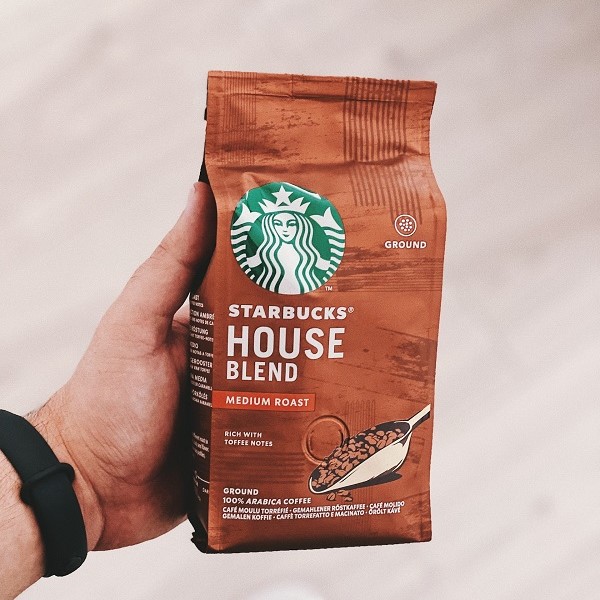 GROUND
TM
STARBUCKS®
HOUSE
BLEND
MEDIUM ROAST
RICH WITH
TOFFEE NOTES
GROUND
100% ARABICA COFFEE
CAFÉ MOULU TORRÉFIÉ · GEMAHLENER RÖSTKAFFEE · CAFÉ MOLIDO
GEMALEN KOFFIE · CAFFÈ TORREFATTO E MACINATO · ŐRÖLT KÁVÉ